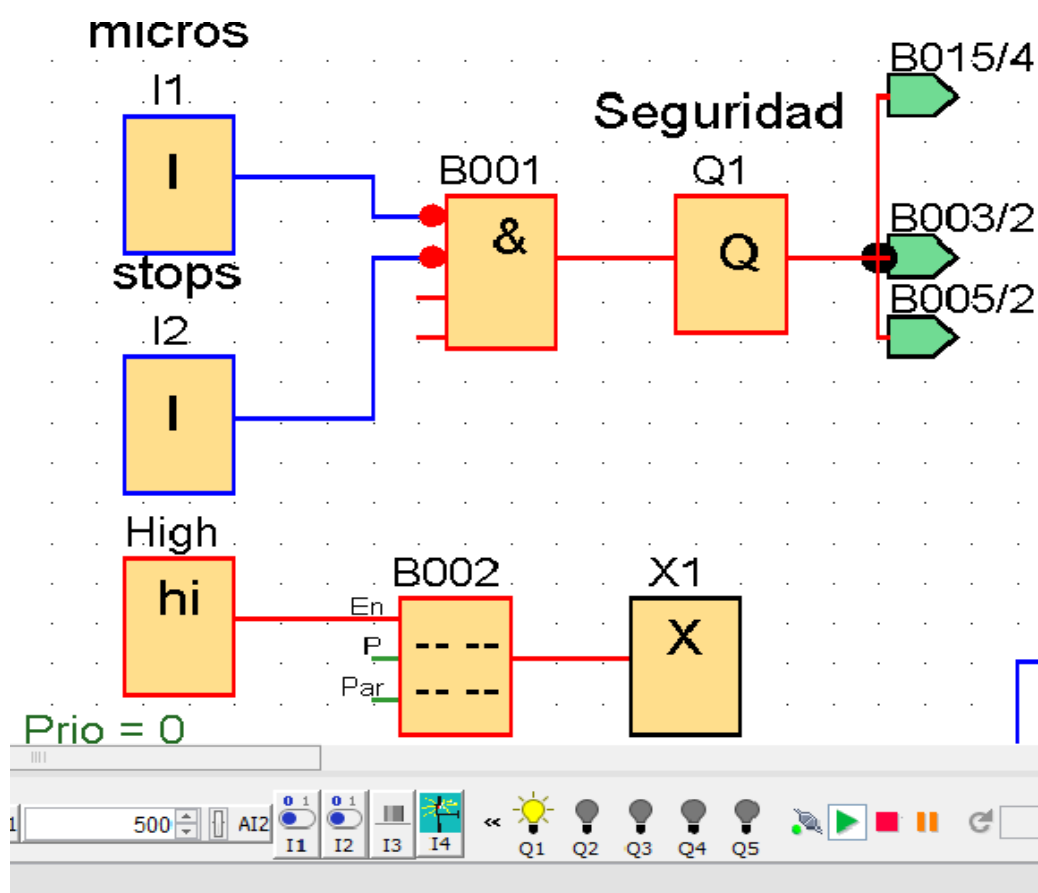 micros
I1
I
B015/4
Seguridad
B001
&
Q1
Q
B003/2
stops
B005/2
I2
I
High
hi
B002
En
P
Par
X1
X
Prio = 0
1 500 AI2 0 1 0 1
I1 I2 I3 I4 « Q1 Q2 Q3 Q4 Q5